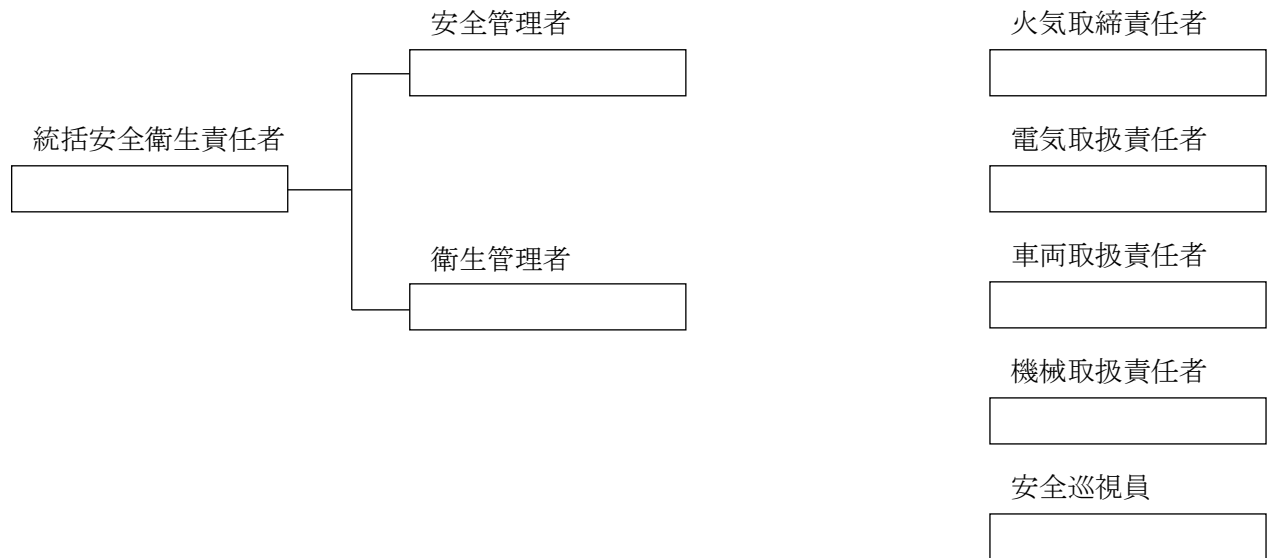 安全管理者
火気取締責任者
統括安全衛生責任者
電気取扱責任者
衛生管理者
車両取扱責任者
機械取扱責任者
安全巡視員